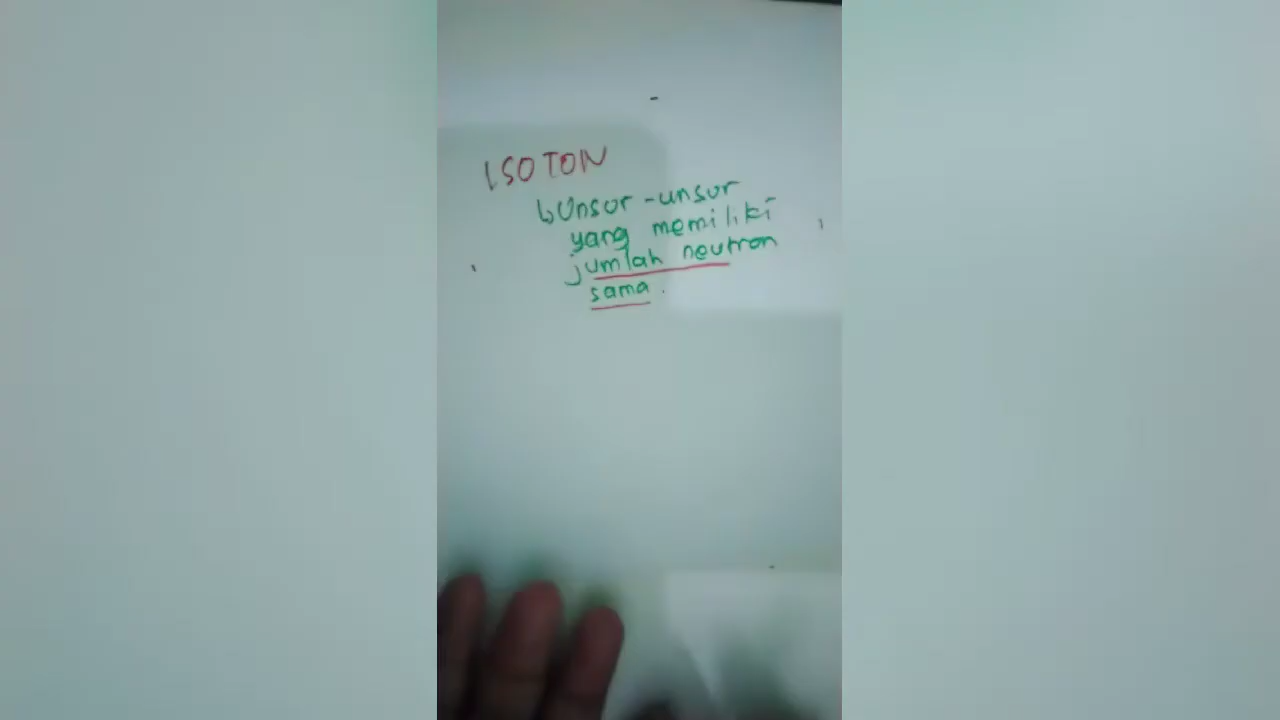 ISOTON
↳ Unsur-unsur
yang memiliki
jumlah neutron
sama.